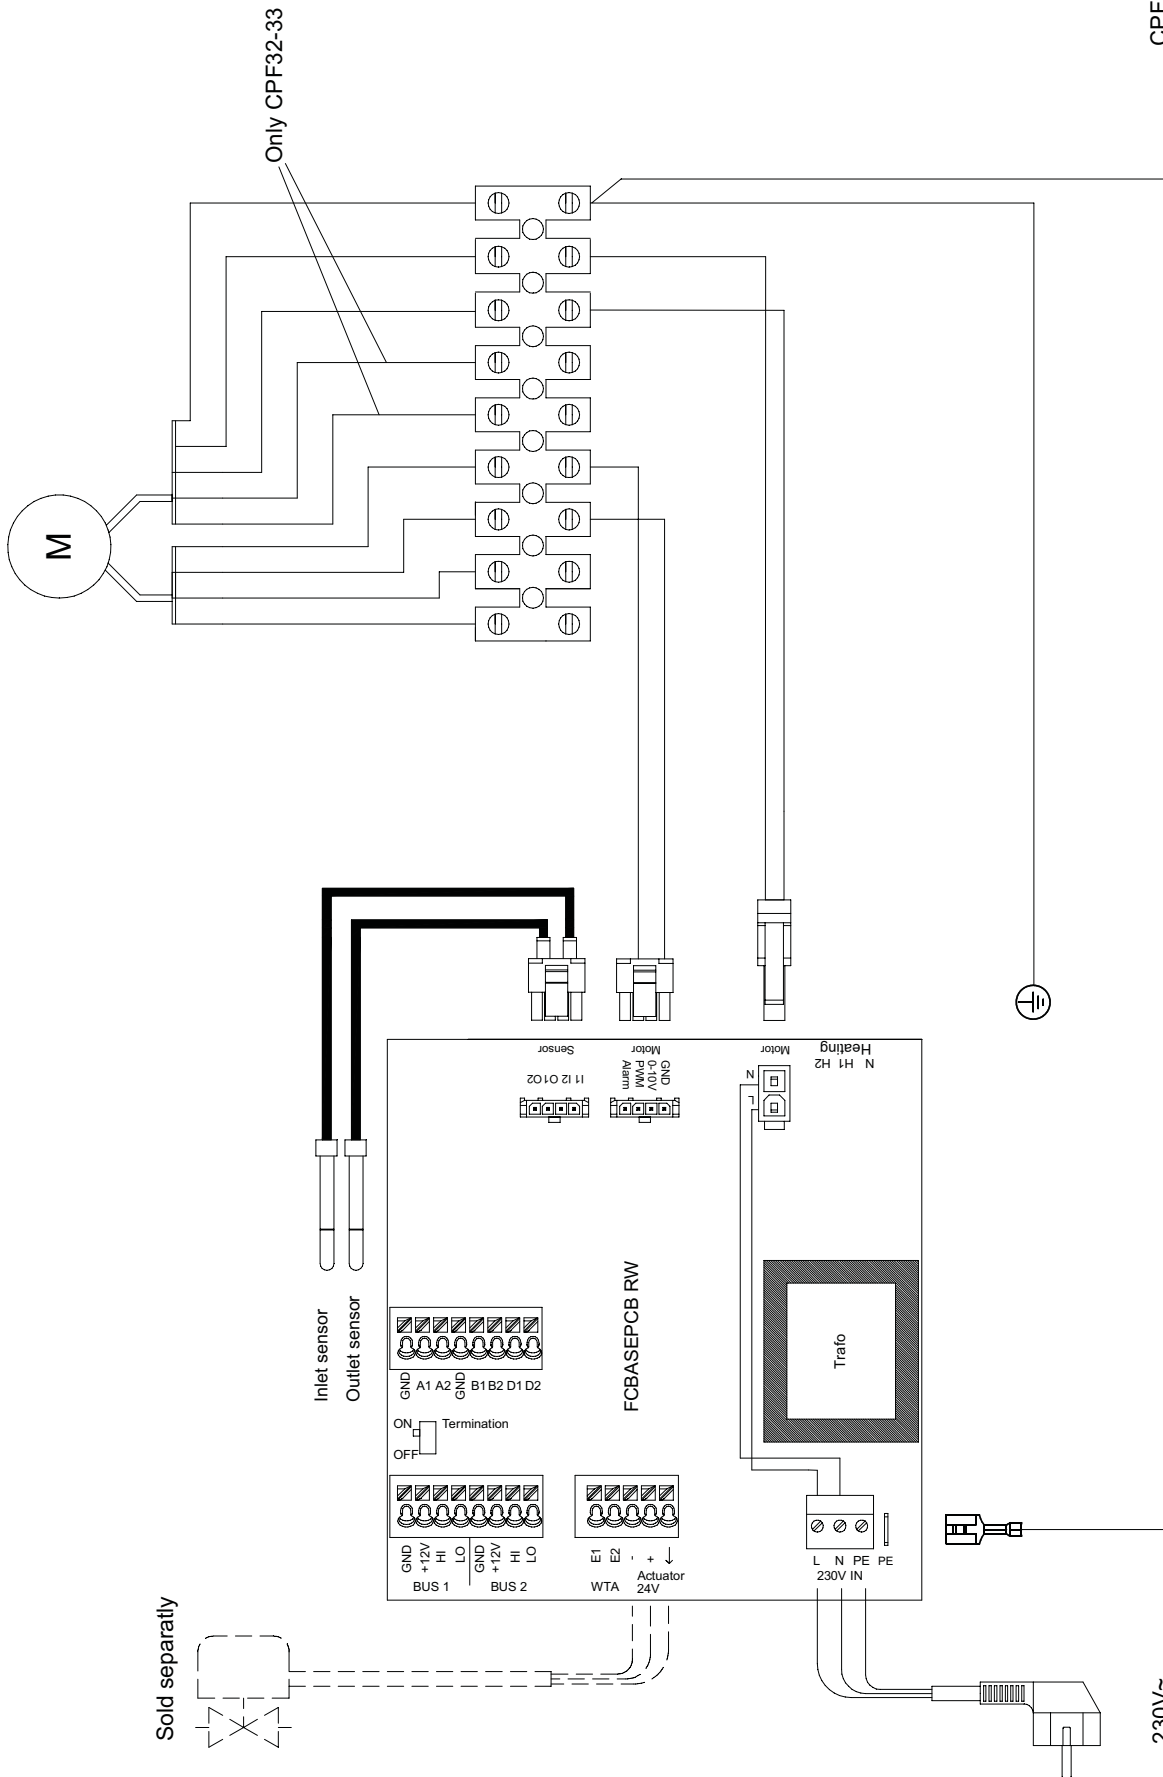 CPF
Only CPF32-33
M
Inlet sensor
Outlet sensor
Sensor
I1 I2 O1O2
Motor
GND
0-10V
PWM
Alarm
Motor
N
L
Heating
N H1 H2
GND A1 A2 GND B1 B2 D1 D2
ON
OFF
Termination
FCBASEPCB RW
Trafo
GND +12V HI LO GND +12V HI LO
BUS 1
BUS 2
E1 E2 - + ↓
WTA
Actuator
24V
L N PE PE
230V IN
Sold separatly
230V~